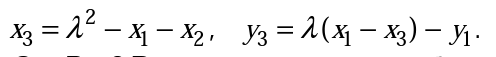 x₃ = λ² − x₁ − x₂ ,   y₃ = λ(x₁ − x₃) − y₁.